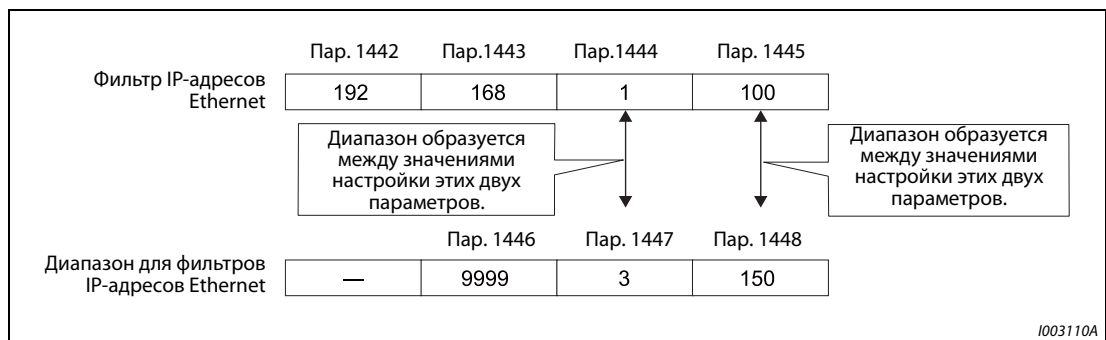 Пар. 1442 Пар.1443 Пар.1444 Пар. 1445
Фильтр IP-адресов
Ethernet
192 168 1 100
Диапазон образуется
между значениями
настройки этих двух
параметров.
Диапазон образуется
между значениями
настройки этих двух
параметров.
Пар. 1446 Пар. 1447 Пар. 1448
Диапазон для фильтров
IP-адресов Ethernet
— 9999 3 150
I003110A